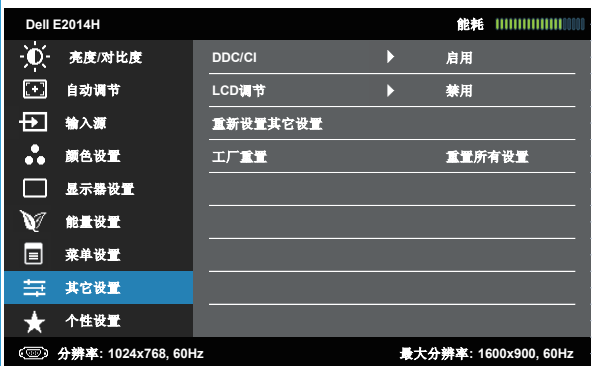 Dell E2014H 能耗
亮度/对比度 DDC/CI 启用
自动调节 LCD调节 禁用
输入源 重新设置其它设置
颜色设置 工厂重置 重置所有设置
显示器设置
能量设置
菜单设置
其它设置
个性设置
分辨率: 1024x768, 60Hz 最大分辨率: 1600x900, 60Hz